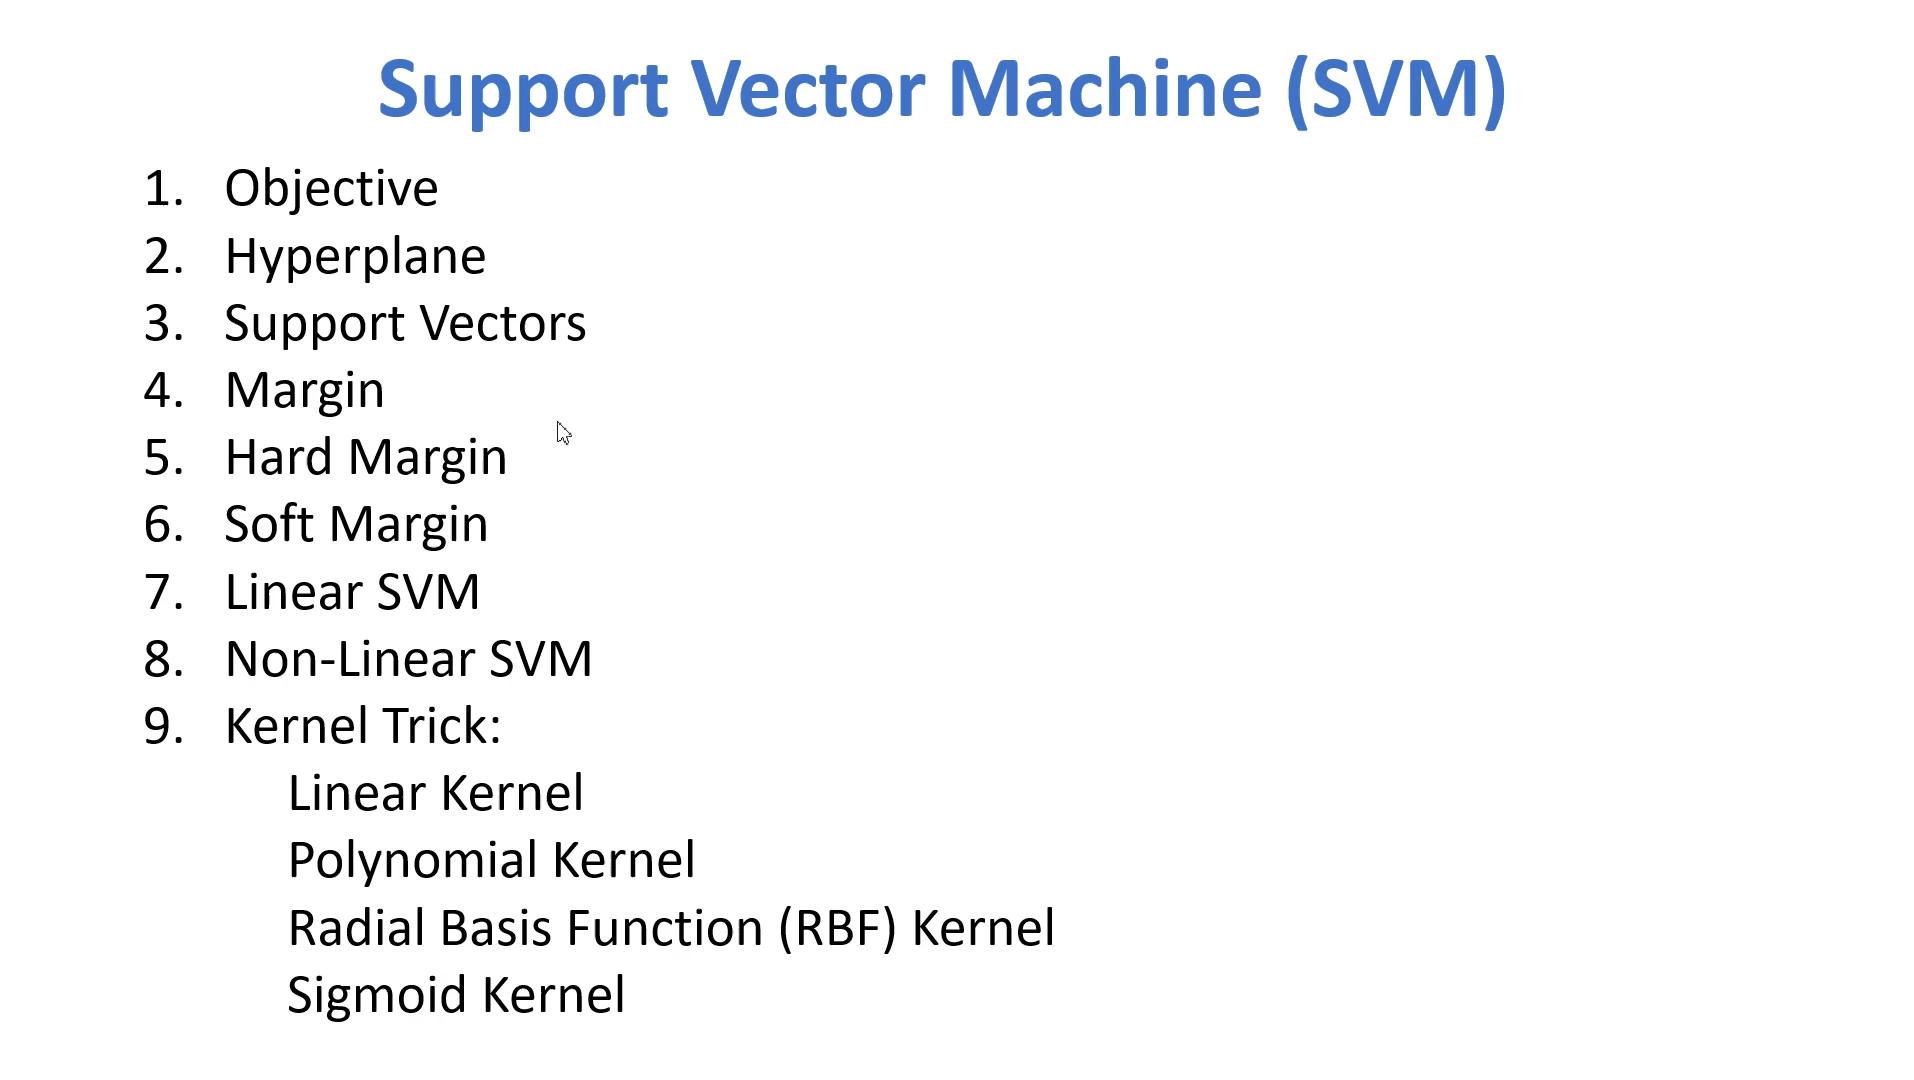 Support Vector Machine (SVM)
1. Objective
2. Hyperplane
3. Support Vectors
4. Margin
5. Hard Margin
6. Soft Margin
7. Linear SVM
8. Non-Linear SVM
9. Kernel Trick:
Linear Kernel
Polynomial Kernel
Radial Basis Function (RBF) Kernel
Sigmoid Kernel